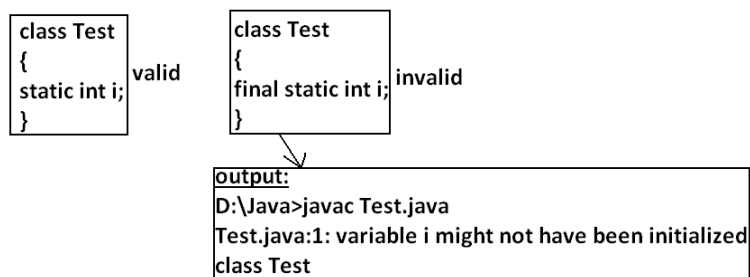 class Test
{
static int i;
}
valid
class Test
{
final static int i;
}
invalid
output:
D:\Java>javac Test.java
Test.java:1: variable i might not have been initialized
class Test